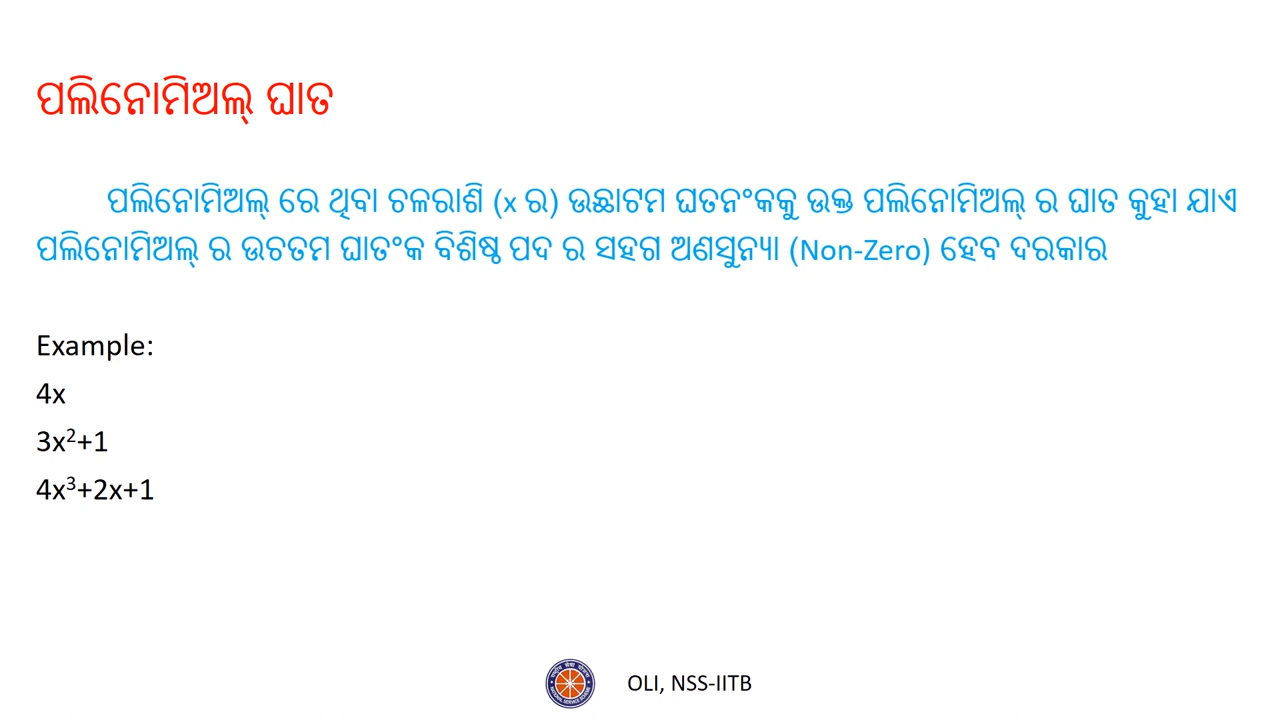 ପଲିନୋମିଅଲ୍ ଘାତ
ପଲିନୋମିଅଲ୍ ରେ ଥିବା ଚଳରାଶି (x ର) ଉଛାଟମ ଘତନଂକକୁ ଉକ୍ତ ପଲିନୋମିଅଲ୍ ର ଘାତ କୁହା ଯାଏ
ପଲିନୋମିଅଲ୍ ର ଉଚତମ ଘାତଂକ ବିଶିଷ୍ଠ ପଦ ର ସହଗ ଅଣସୁନ୍ୟା (Non-Zero) ହେବ ଦରକାର
Example:
4x
3x²+1
4x³+2x+1
OLI, NSS-IITB